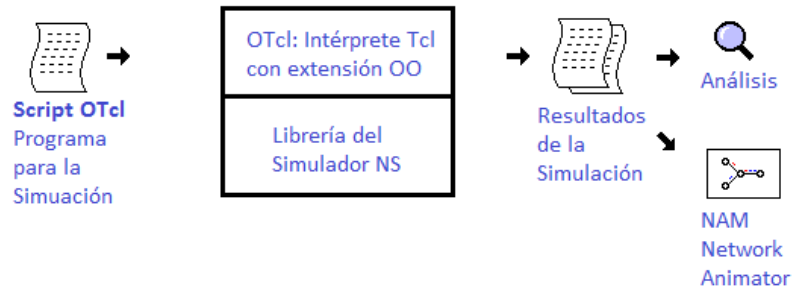 Script OTcl
Programa
para la
Simuación
OTcl: Intérprete Tcl
con extensión OO
Librería del
Simulador NS
Resultados
de la
Simulación
Análisis
NAM
Network
Animator